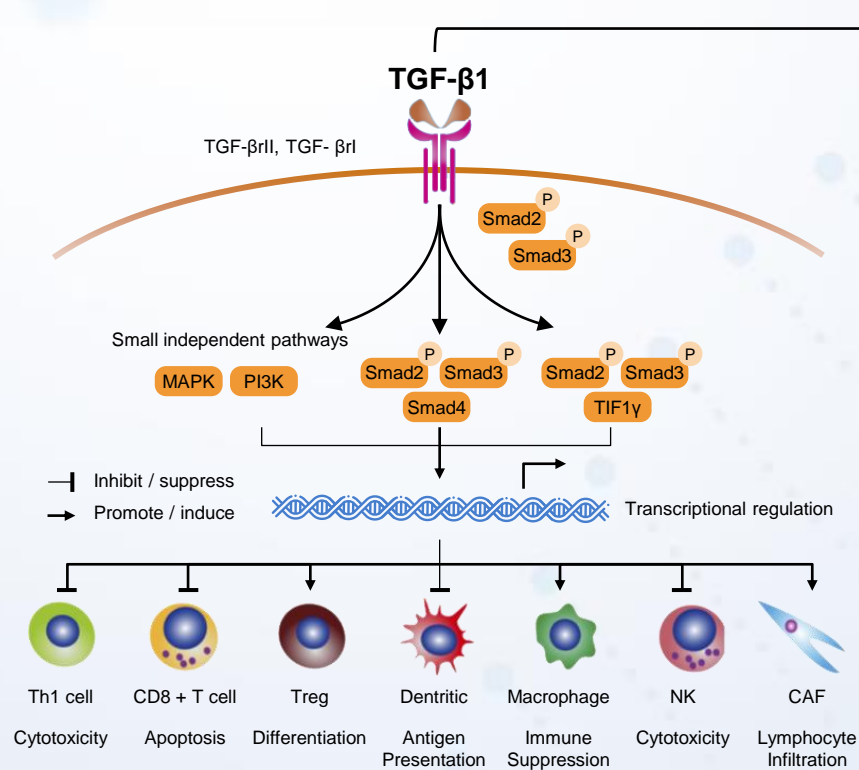 TGF-β1
TGF-βrII, TGF- βrI
P
Smad2
P
Smad3
Small independent pathways
MAPK PI3K
P P
Smad2 Smad3
Smad4
P P
Smad2 Smad3
TIF1γ
Inhibit / suppress
Promote / induce
Transcriptional regulation
Th1 cell CD8 + T cell Treg Dentritic Macrophage NK CAF
Cytotoxicity Apoptosis Differentiation Antigen Immune Cytotoxicity Lymphocyte
Presentation Suppression Infiltration